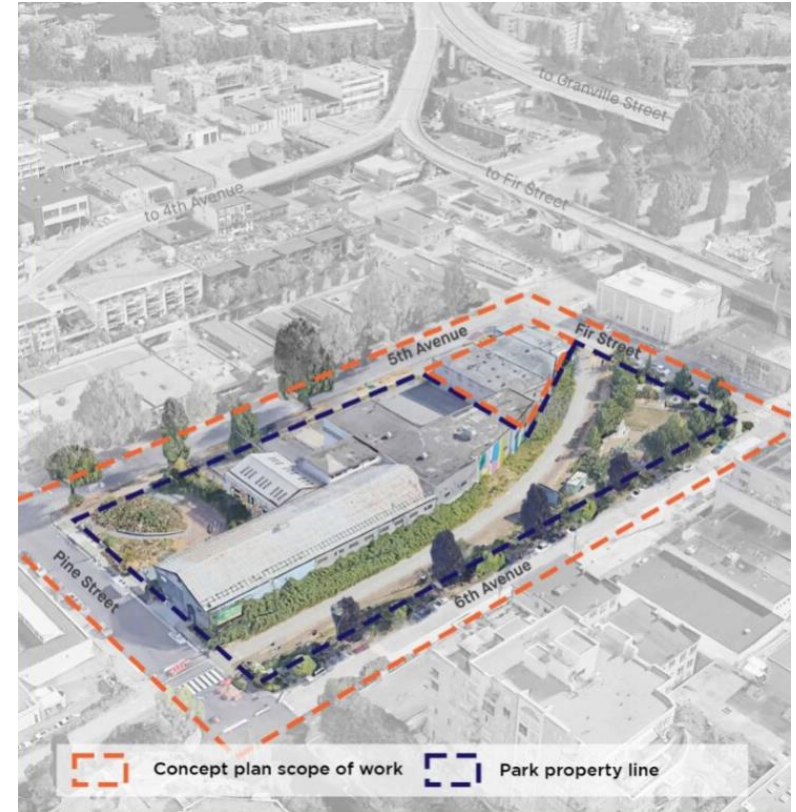 to Granville Street
to Fir Street
to 4th Avenue
5th Avenue
Fir Street
Pine Street
6th Avenue
Concept plan scope of work
Park property line